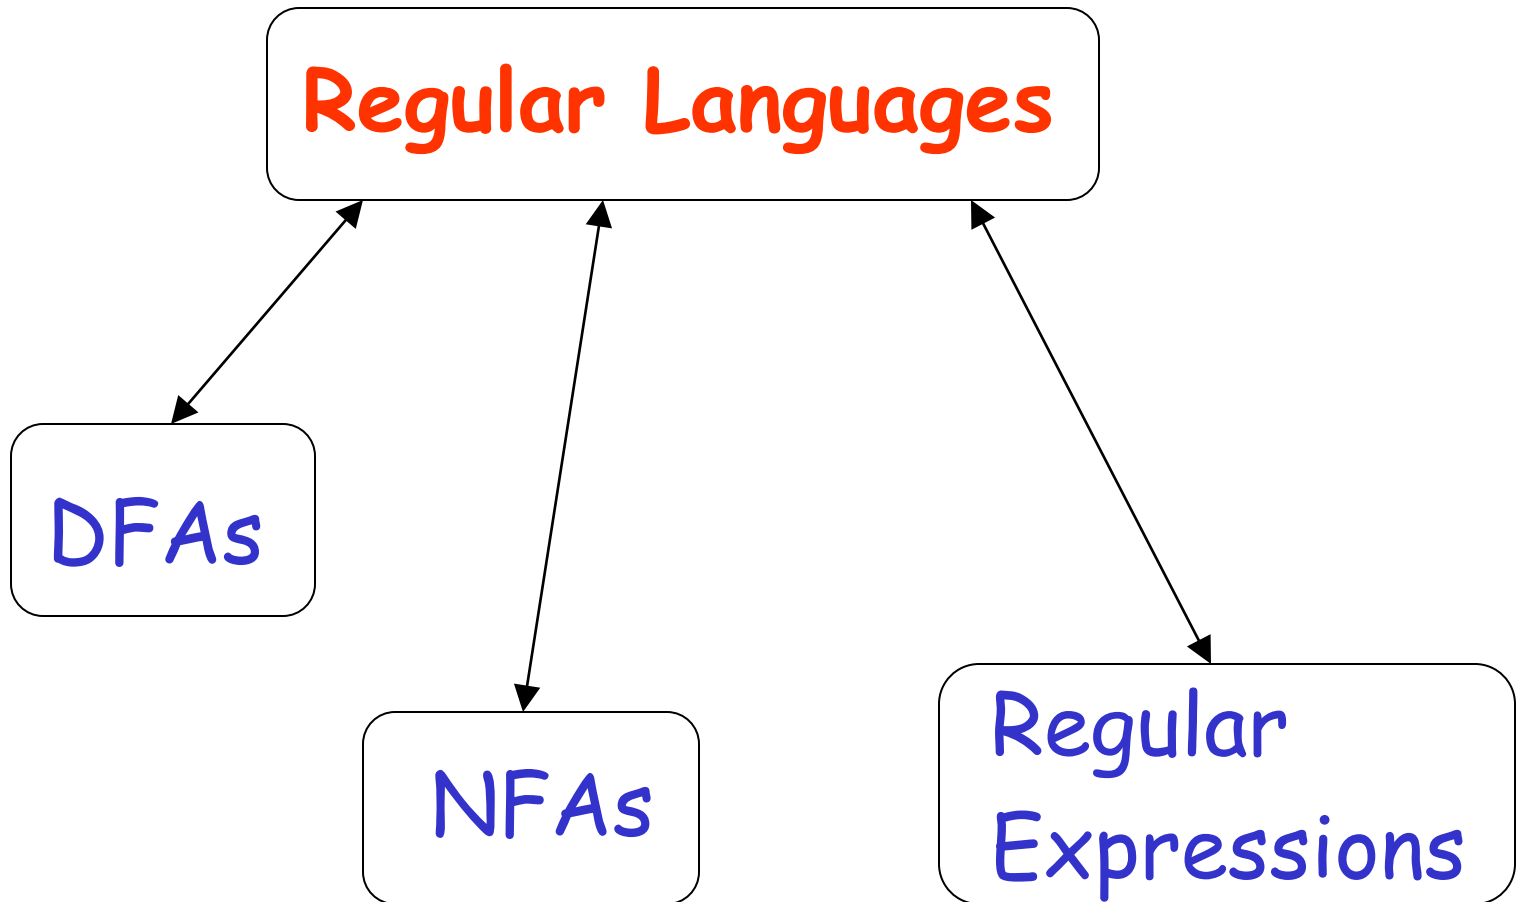 Regular Languages
DFAs
NFAs
Regular
Expressions